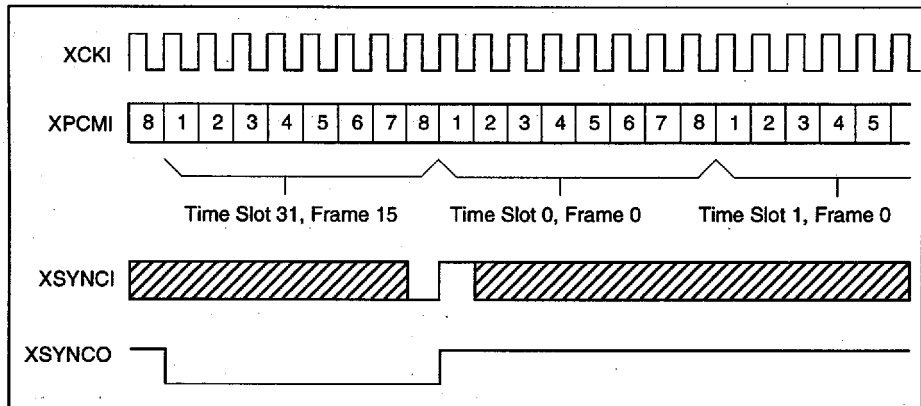 XCKI
XPCMI 8 1 2 3 4 5 6 7 8 1 2 3 4 5 6 7 8 1 2 3 4 5
Time Slot 31, Frame 15 Time Slot 0, Frame 0 Time Slot 1, Frame 0
XSYNCI
XSYNCO